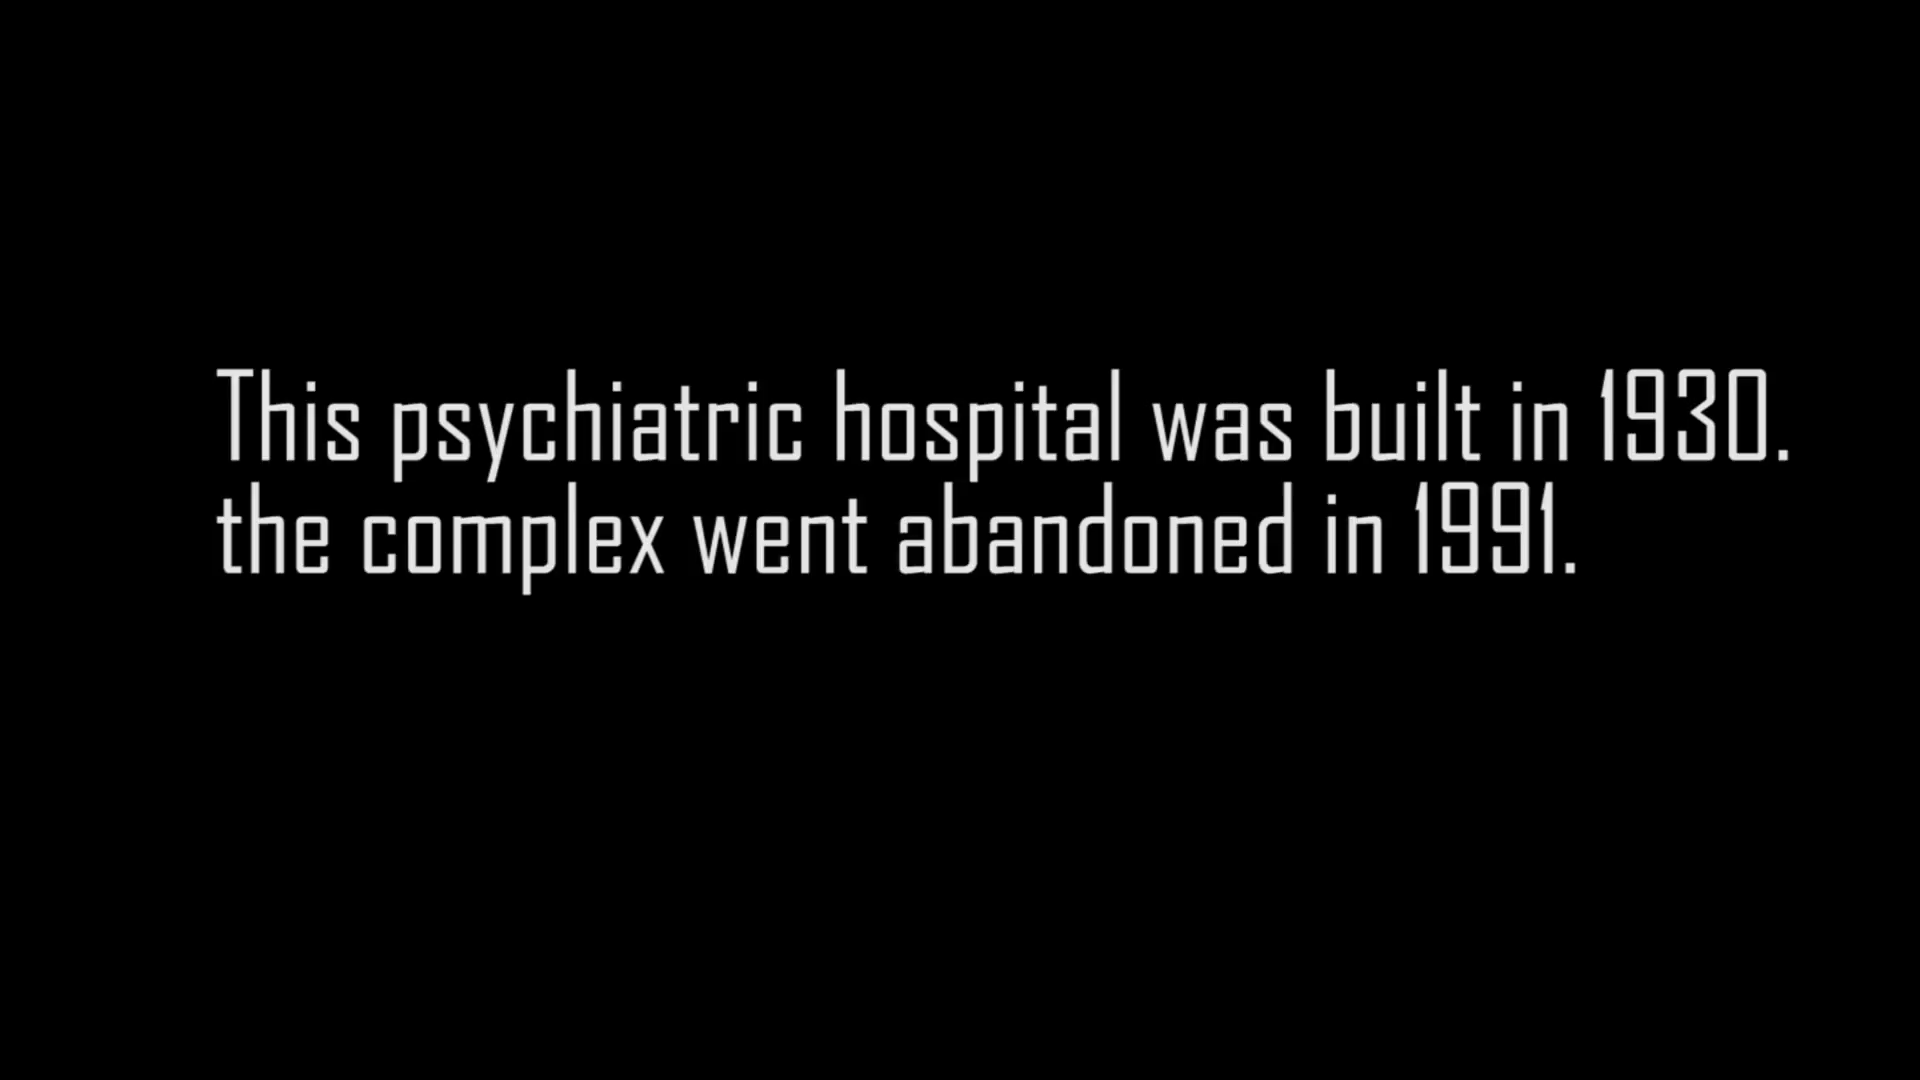 This psychiatric hospital was built in 1930.
the complex went abandoned in 1991.